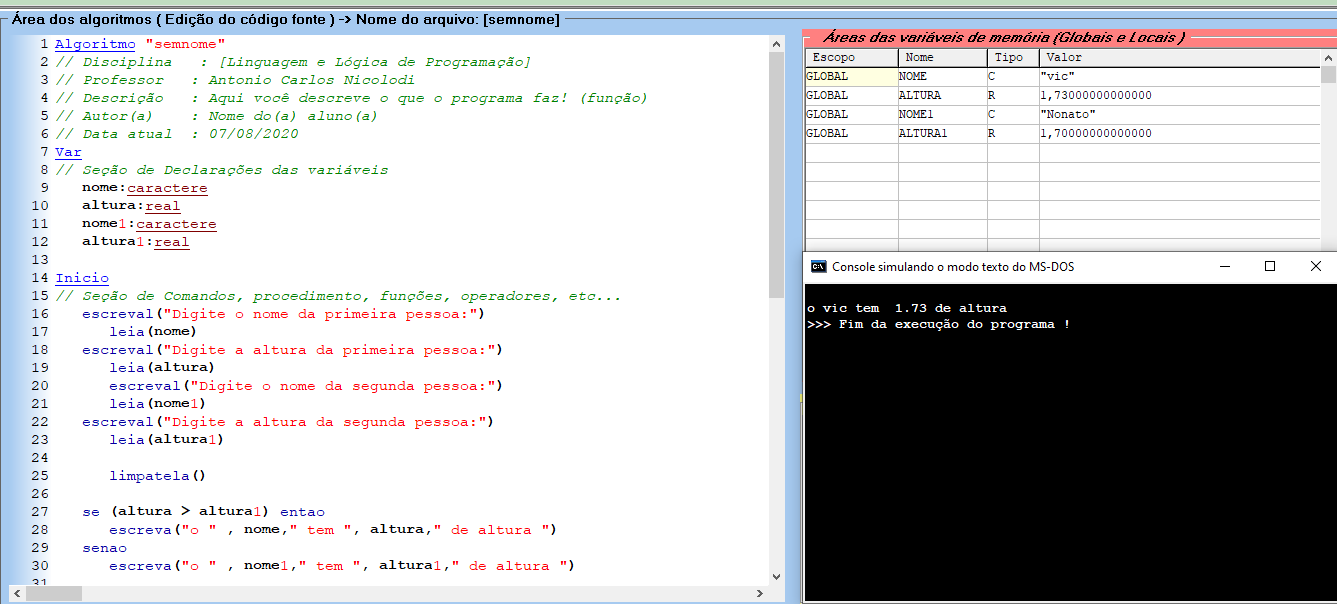 Área dos algoritmos ( Edição do código fonte ) -> Nome do arquivo: [semnome]
1 Algoritmo "semnome"
2 // Disciplina   : [Linguagem e Lógica de Programação]
3 // Professor   : Antonio Carlos Nicolodi
4 // Descrição   : Aqui você descreve o que o programa faz! (função)
5 // Autor(a)    : Nome do(a) aluno(a)
6 // Data atual  : 07/08/2020
7 Var
8 // Seção de Declarações das variáveis
9    nome:caractere
10    altura:real
11    nome1:caractere
12    altura1:real
13
14 Inicio
15 // Seção de Comandos, procedimento, funções, operadores, etc...
16    escreval("Digite o nome da primeira pessoa:")
17       leia(nome)
18    escreval("Digite a altura da primeira pessoa:")
19       leia(altura)
20       escreval("Digite o nome da segunda pessoa:")
21       leia(nome1)
22    escreval("Digite a altura da segunda pessoa:")
23       leia(altura1)
24
25       limpatela()
26
27    se (altura > altura1) entao
28       escreva("o " , nome," tem ", altura," de altura ")
29    senao
30       escreva("o " , nome1," tem ", altura1," de altura ")
31
Áreas das variáveis de memória (Globais e Locais )
Escopo Nome Tipo Valor
GLOBAL NOME C "vic"
GLOBAL ALTURA R 1,73000000000000
GLOBAL NOME1 C "Nonato"
GLOBAL ALTURA1 R 1,70000000000000
Console simulando o modo texto do MS-DOS
o vic tem  1.73 de altura
>>> Fim da execução do programa !